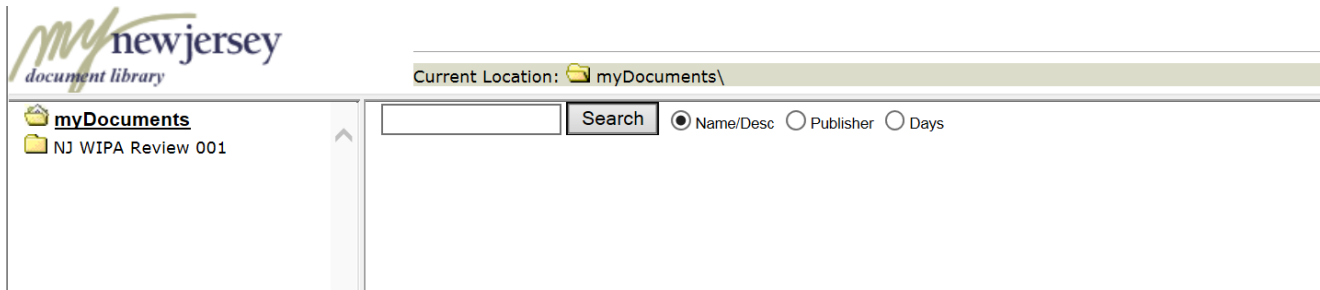 my newjersey
document library
Current Location: myDocuments\
myDocuments
NJ WIPA Review 001
Search Name/Desc Publisher Days